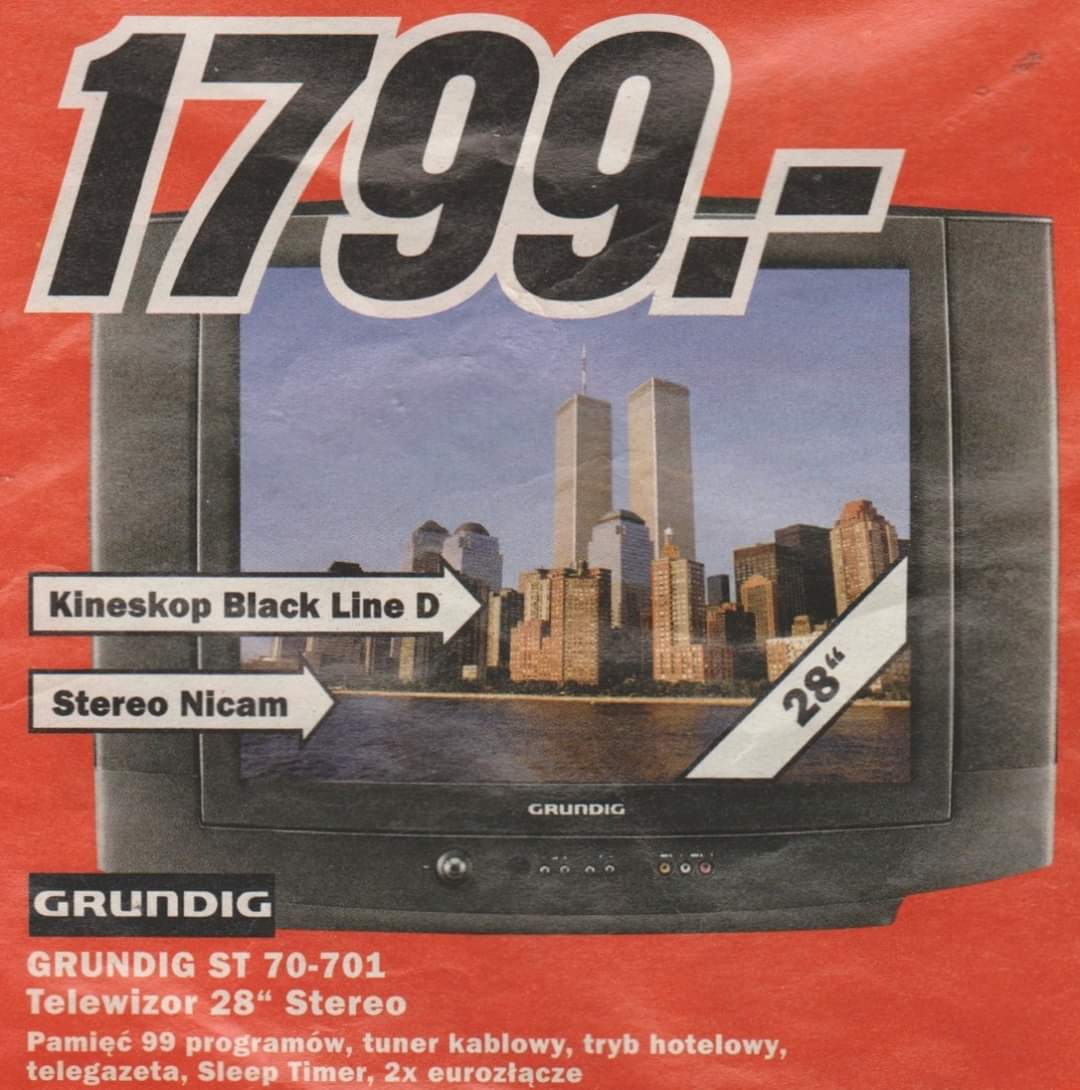 1799.-
Kineskop Black Line D
Stereo Nicam
28“
GRUNDIG
GRUNDIG
GRUNDIG ST 70-701
Telewizor 28“ Stereo
Pamięć 99 programów, tuner kablowy, tryb hotelowy,
telegazeta, Sleep Timer, 2x eurozłącze